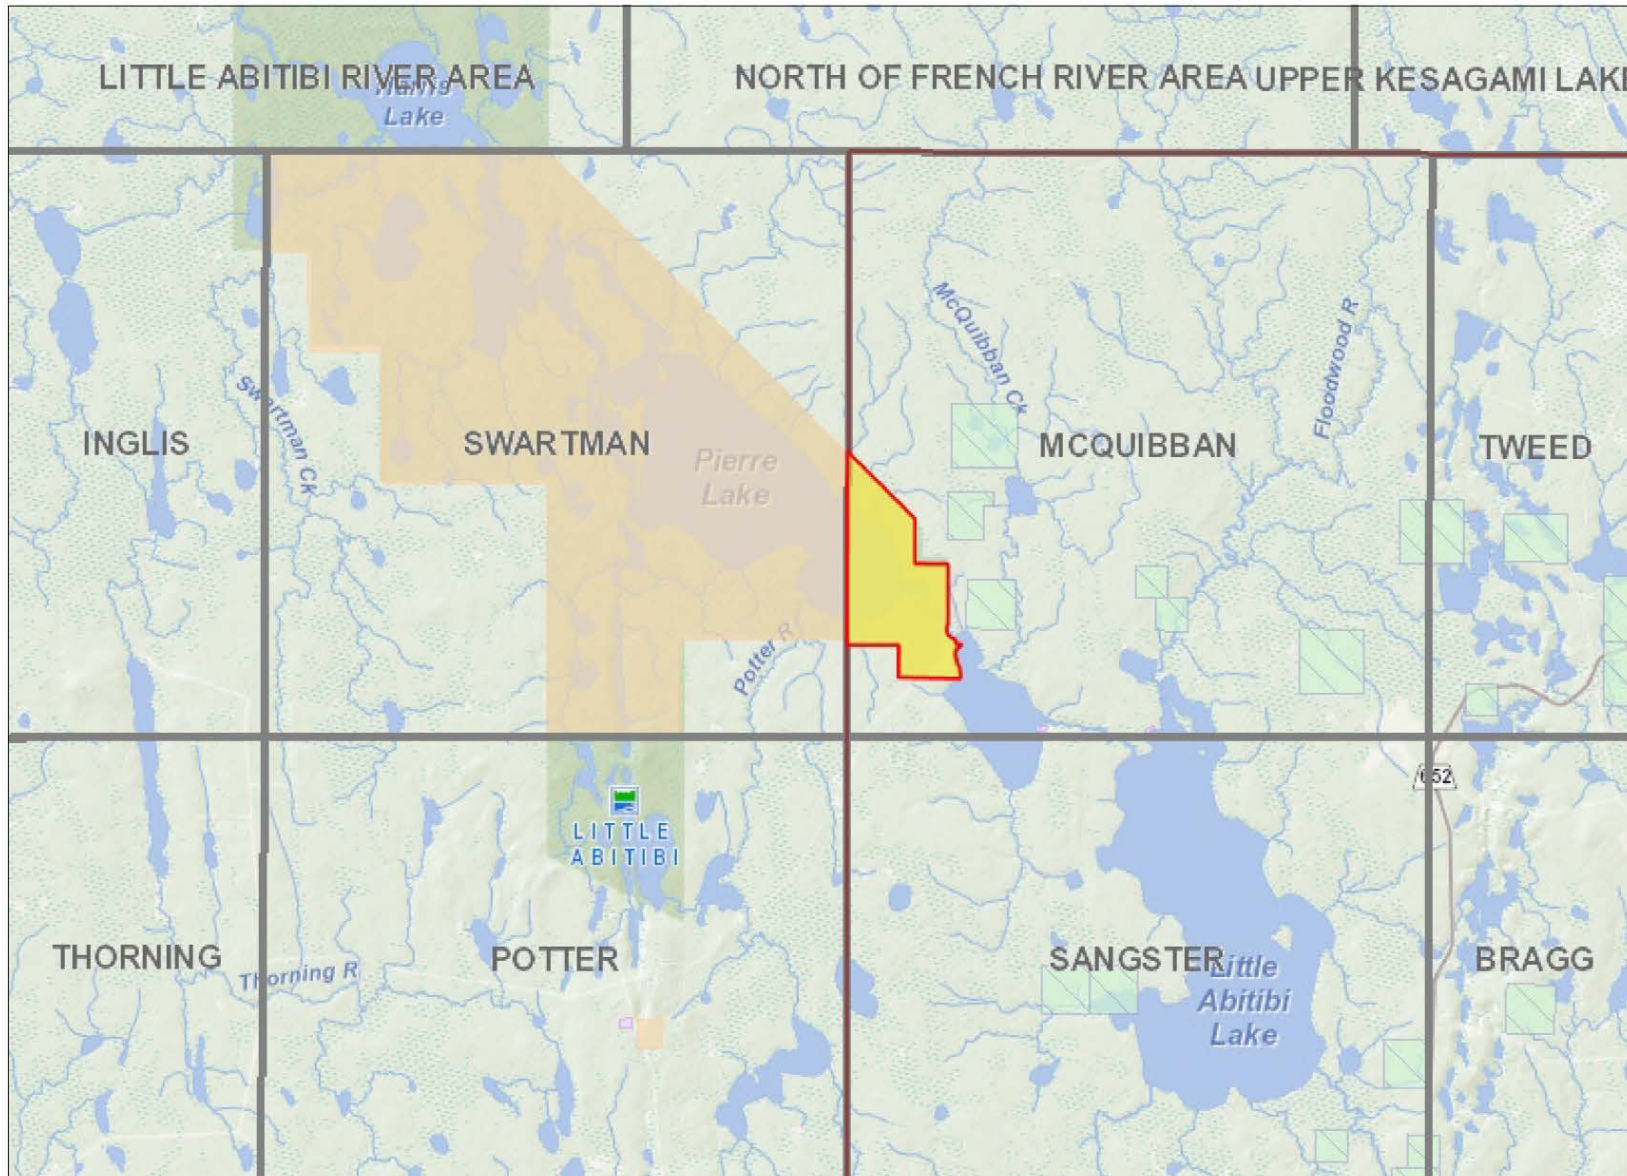 LITTLE ABITIBI RIVER AREA
NORTH OF FRENCH RIVER AREA
UPPER KESAGAMI LAKE
Harris
Lake
McQuibban Ck
Floodwood R
Swartman Ck
INGLIS
SWARTMAN
Pierre
Lake
MCQUIBBAN
TWEED
Potter R
652
LITTLE
ABITIBI
THORNING
Thorning R
POTTER
SANGSTER
Little
Abitibi
Lake
BRAGG